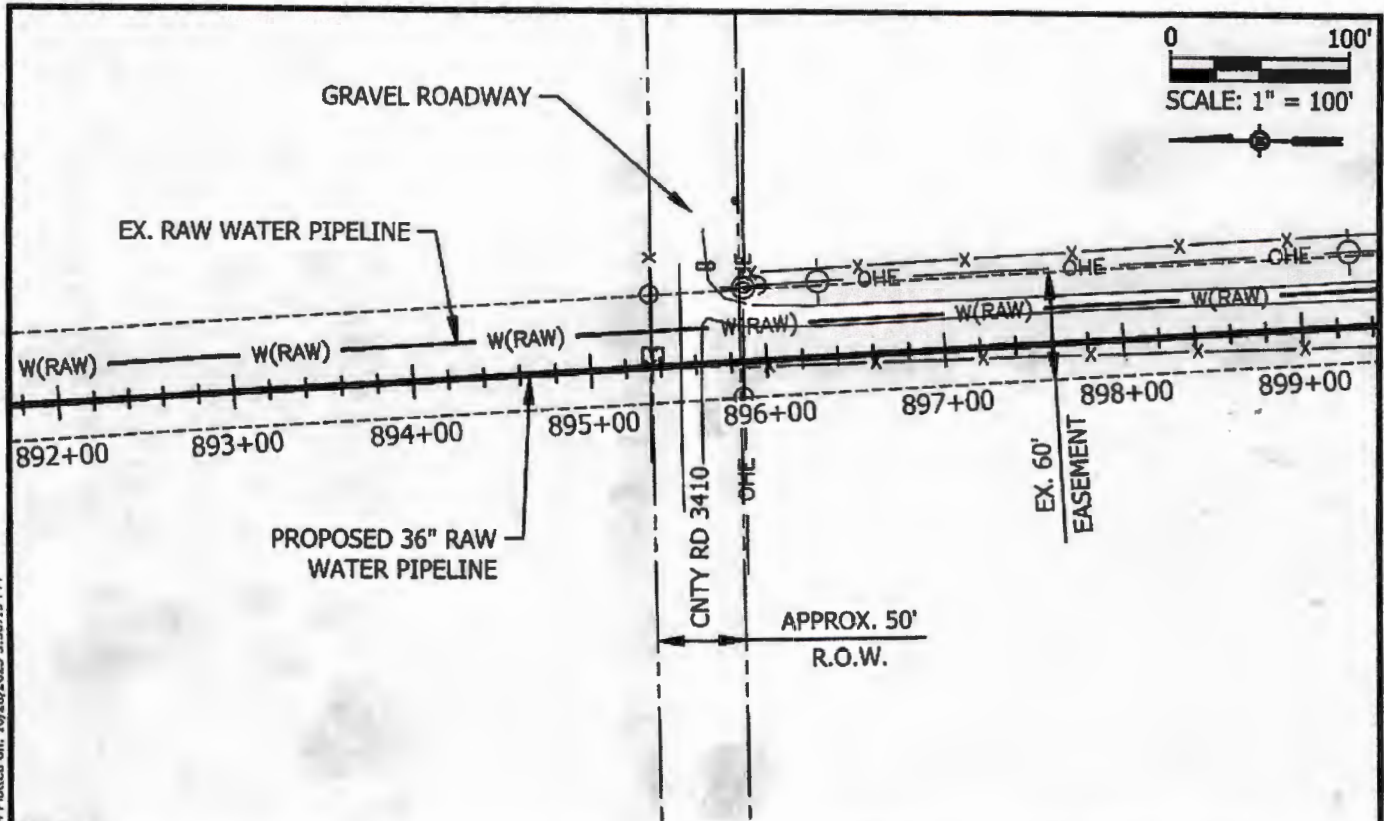 0 100'
SCALE: 1" = 100'
GRAVEL ROADWAY
EX. RAW WATER PIPELINE
X X X X X X X
OHE OHE OHE
W(RAW) W(RAW) W(RAW) W(RAW) W(RAW) W(RAW)
X X X X X X
892+00 893+00 894+00 895+00 896+00 897+00 898+00 899+00
OHE
EX. 60'
EASEMENT
PROPOSED 36" RAW
WATER PIPELINE
CNTY RD 3410
APPROX. 50'
R.O.W.